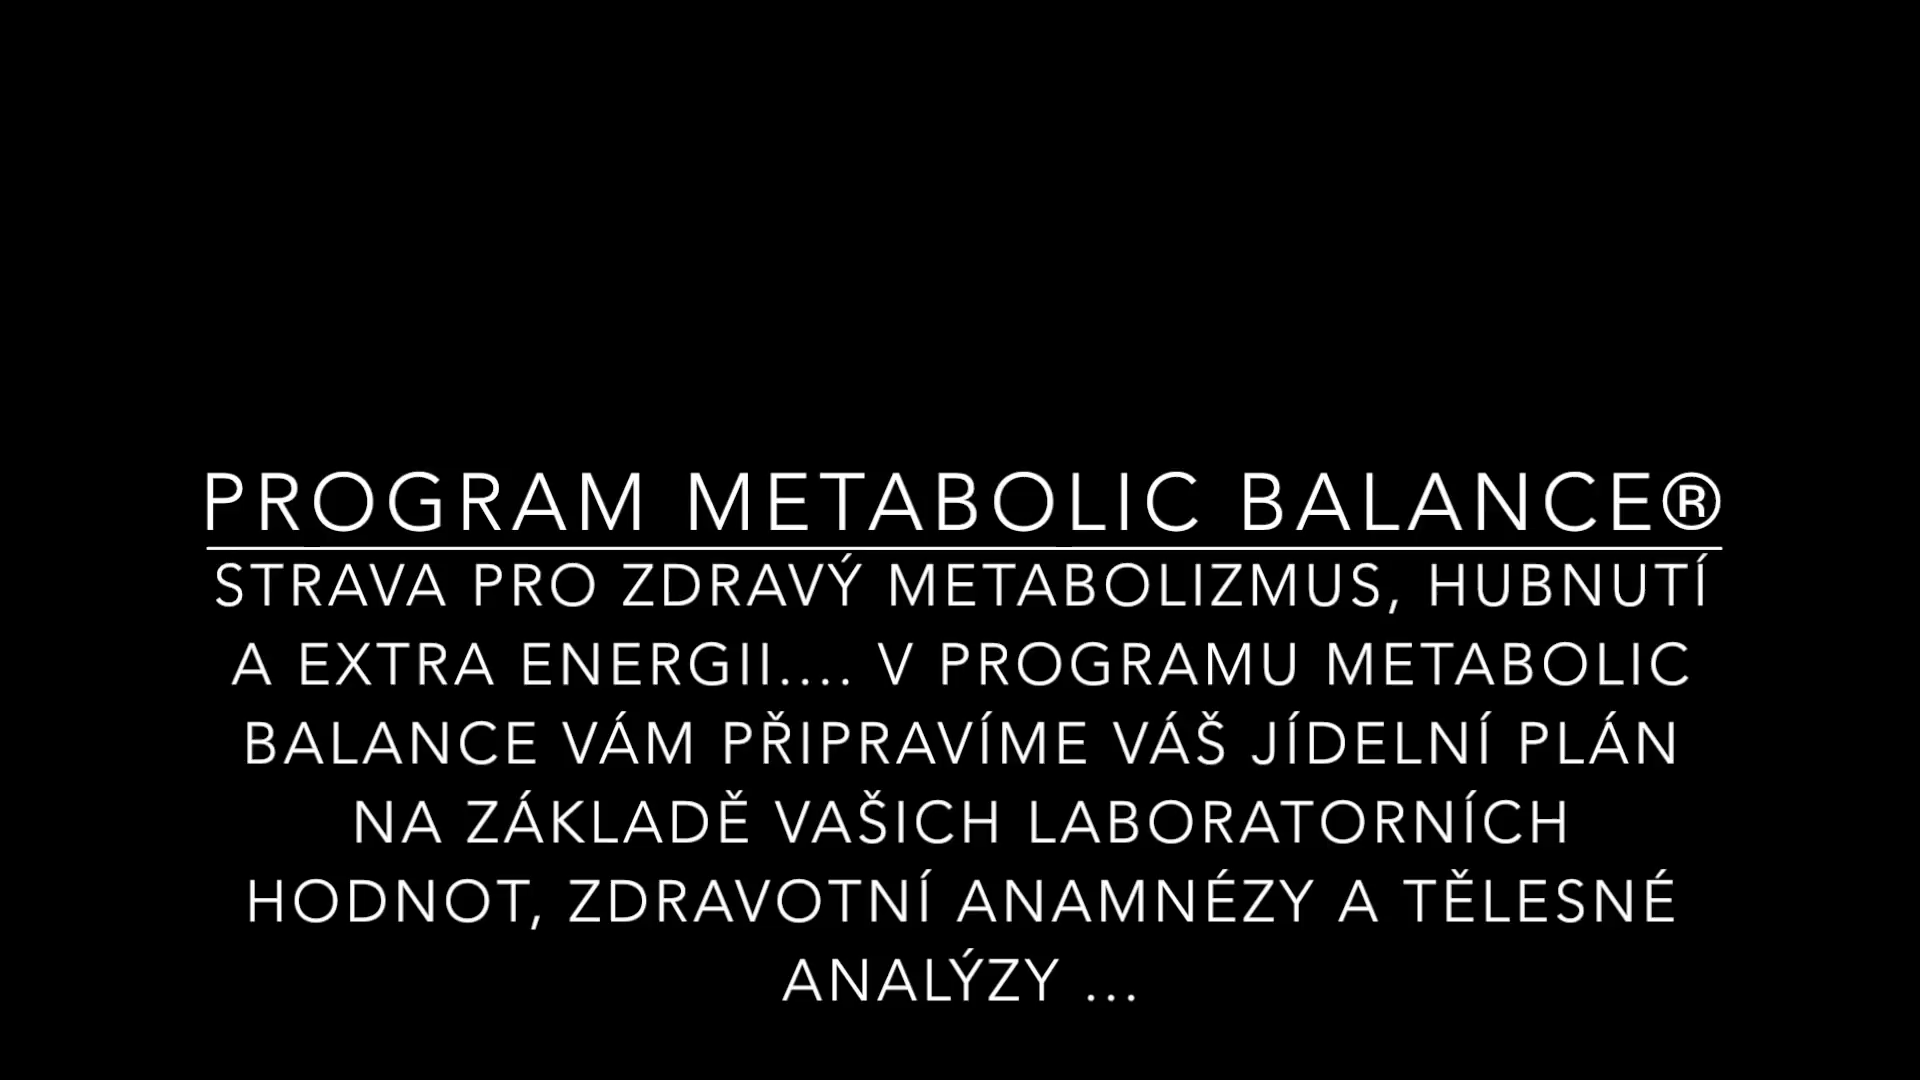 PROGRAM METABOLIC BALANCE®
STRAVA PRO ZDRAVÝ METABOLIZMUS, HUBNUTÍ
A EXTRA ENERGII.... V PROGRAMU METABOLIC
BALANCE VÁM PŘIPRAVÍME VÁŠ JÍDELNÍ PLÁN
NA ZÁKLADĚ VAŠICH LABORATORNÍCH
HODNOT, ZDRAVOTNÍ ANAMNÉZY A TĚLESNÉ
ANALÝZY ...